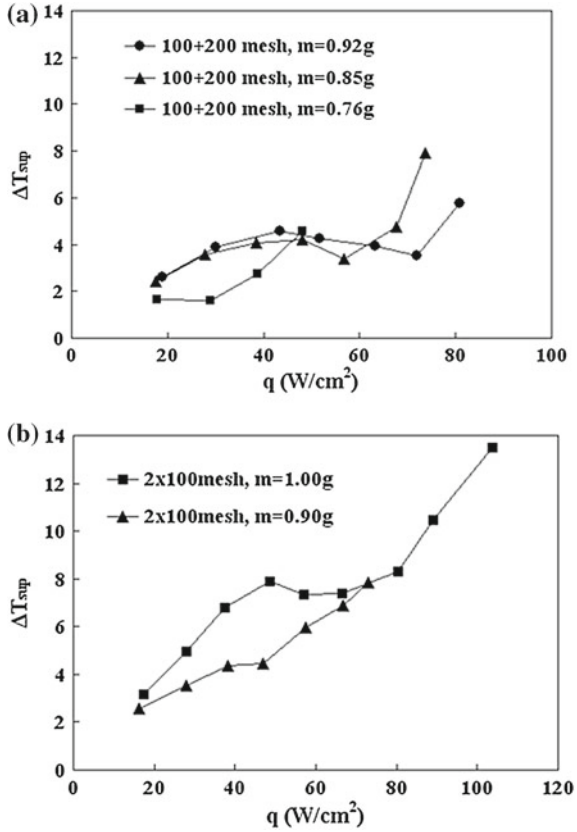 (a)
14
12
10
8
6
4
2
0
ΔTsup
100+200 mesh, m=0.92g
100+200 mesh, m=0.85g
100+200 mesh, m=0.76g
0 20 40 60 80 100
q (W/cm²)
(b)
14
12
10
8
6
4
2
0
ΔTsup
2x100mesh, m=1.00g
2x100mesh, m=0.90g
0 20 40 60 80 100 120
q (W/cm²)